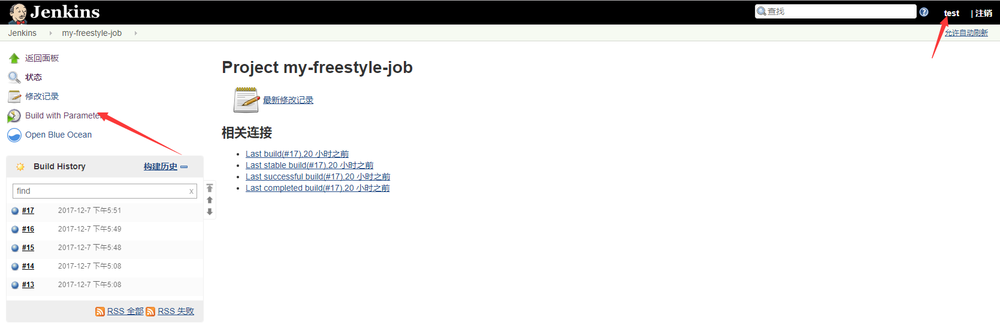 Jenkins
查找
test
| 注销
Jenkins
my-freestyle-job
允许自动刷新
返回面板
状态
修改记录
Build with Parameter
Open Blue Ocean
Project my-freestyle-job
最新修改记录
相关连接
Last build(#17),20 小时之前
Last stable build(#17),20 小时之前
Last successful build(#17),20 小时之前
Last completed build(#17),20 小时之前
Build History
构建历史
find x
#17 2017-12-7 下午5:51
#16 2017-12-7 下午5:49
#15 2017-12-7 下午5:48
#14 2017-12-7 下午5:08
#13 2017-12-7 下午5:08
RSS 全部 RSS 失败